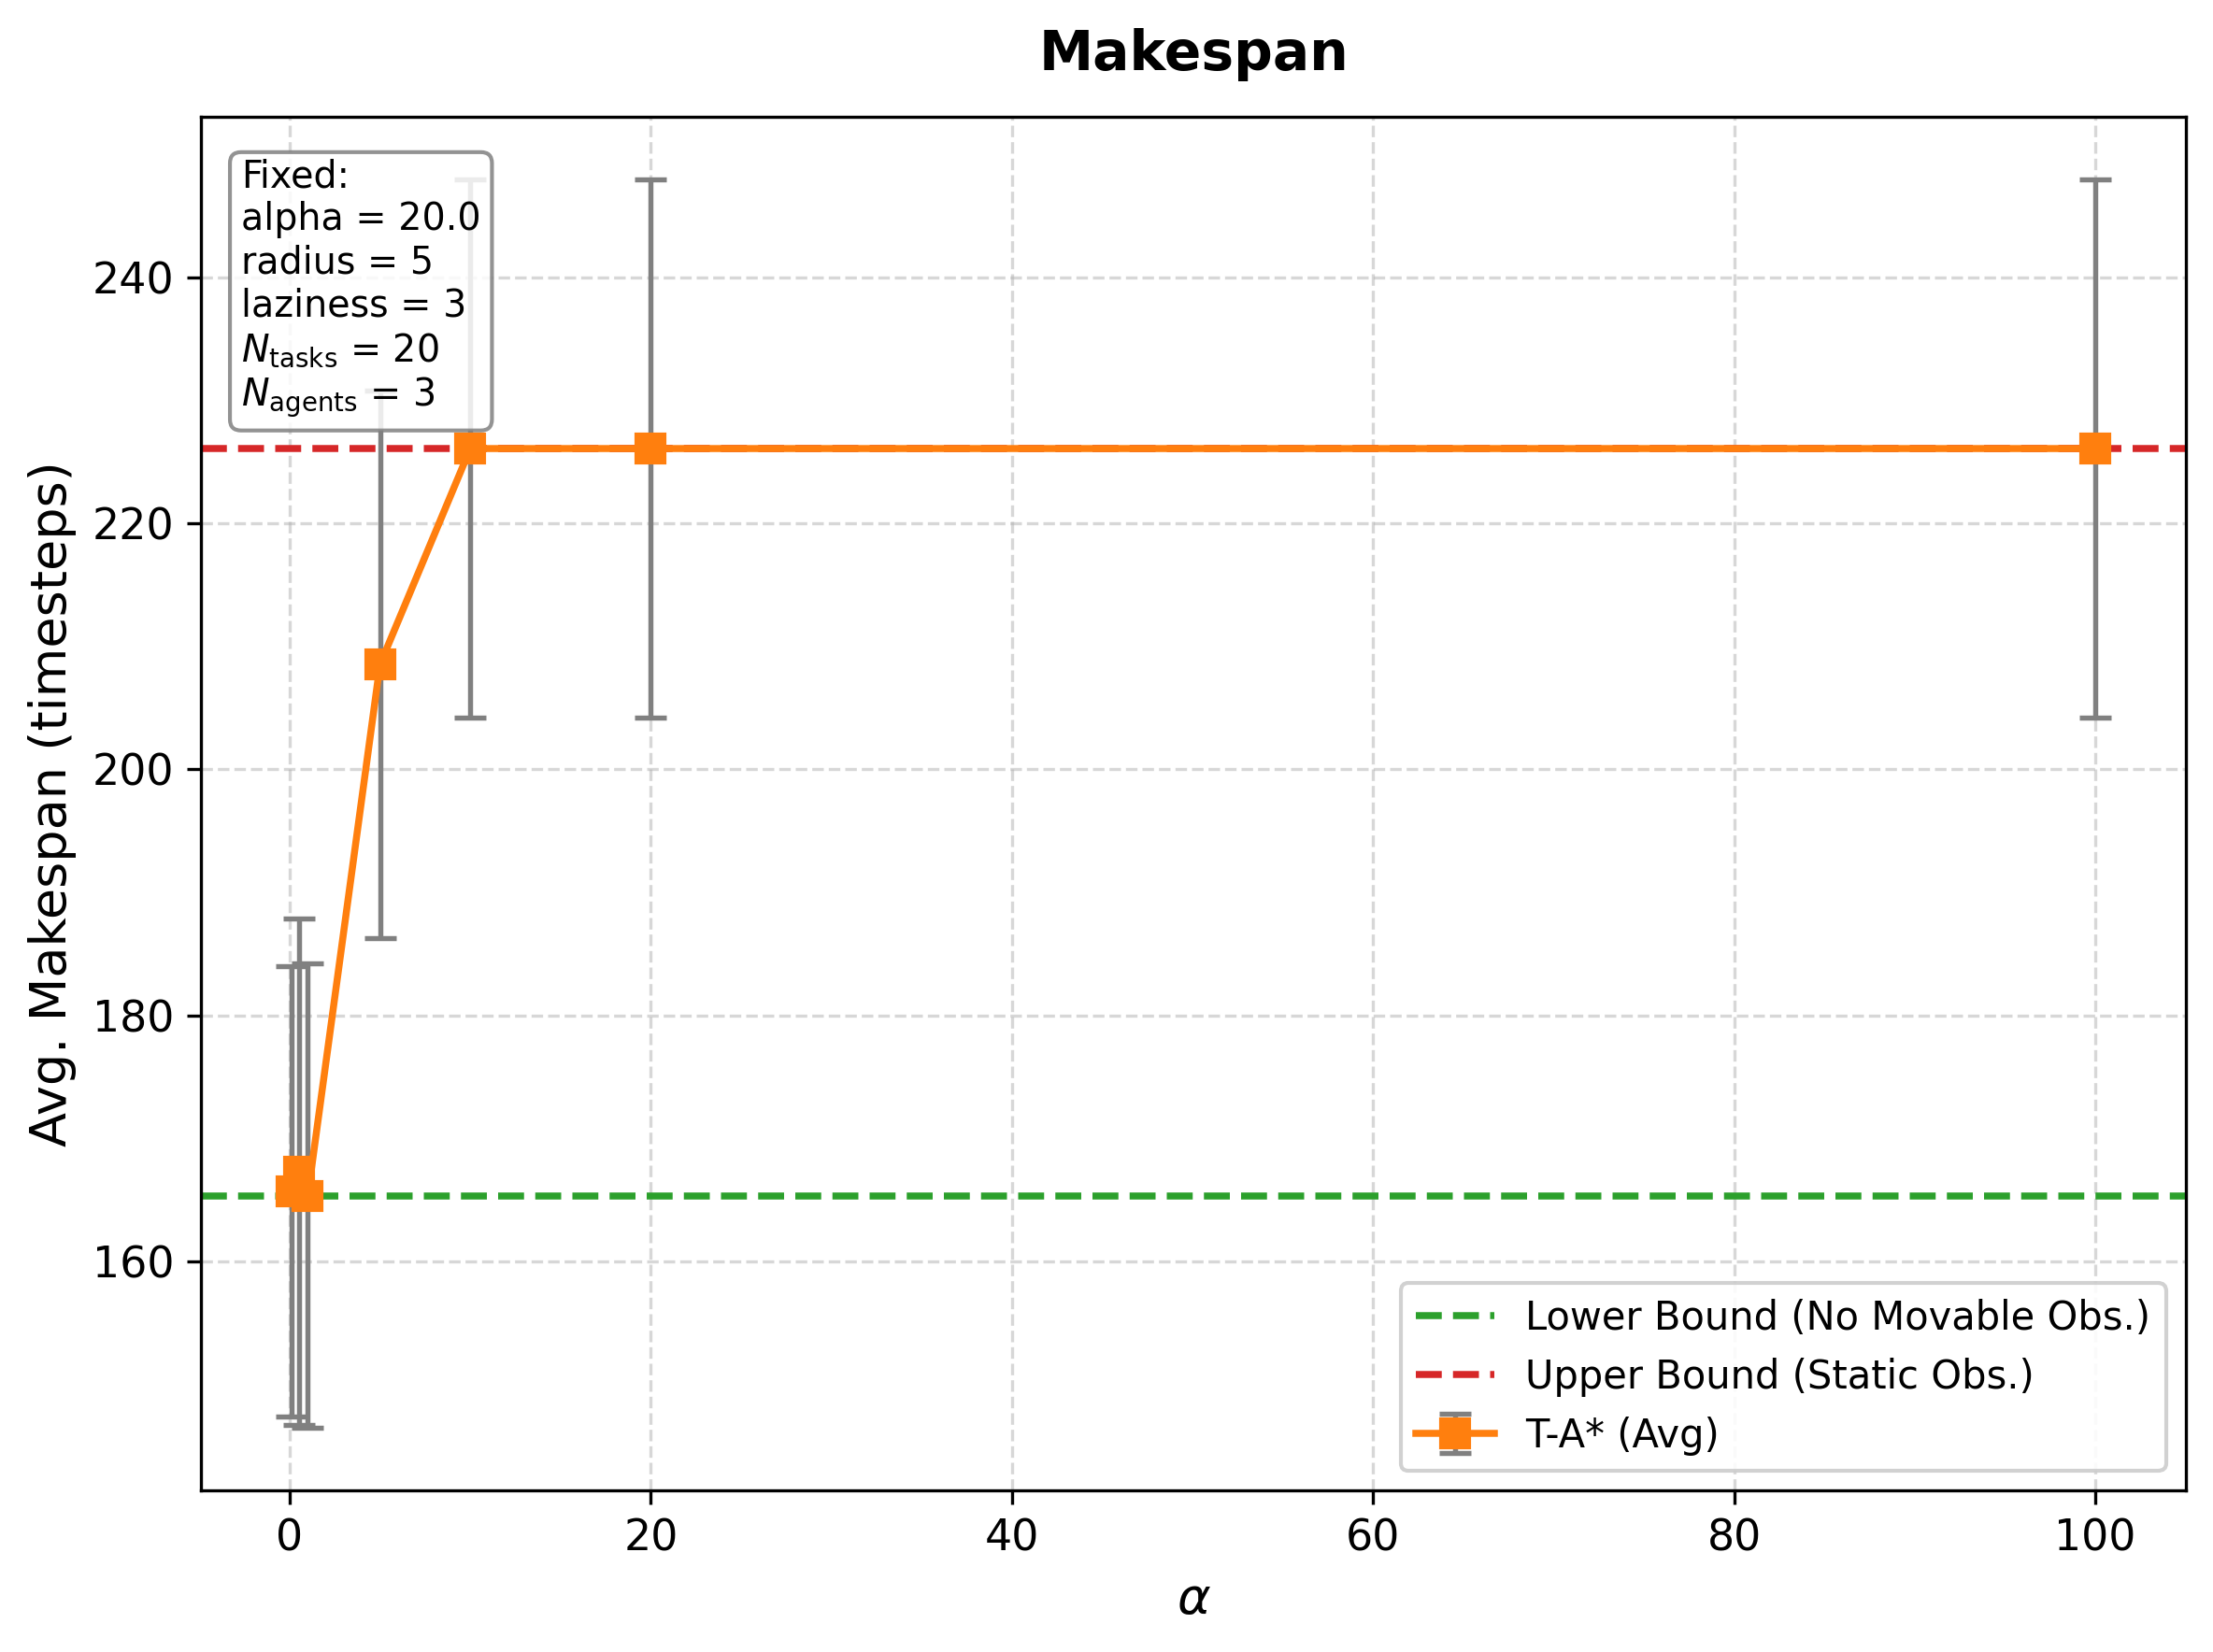 Makespan
Fixed:
alpha = 20.0
radius = 5
laziness = 3
N_tasks = 20
N_agents = 3
Avg. Makespan (timesteps)
240
220
200
180
160
0 20 40 60 80 100
α
Lower Bound (No Movable Obs.)
Upper Bound (Static Obs.)
T-A* (Avg)